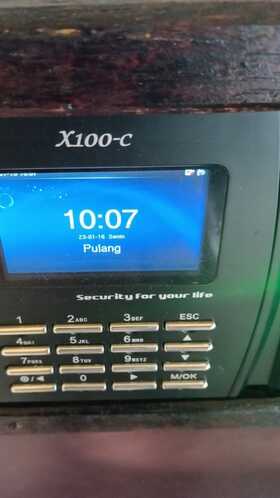 X100-C
10:07
23-01-16 Senin
Pulang
Security for your life
1 2ABC 3DEF ESC
4GHI 5JKL 6MNO ▲
7PQRS 8TUV 9WXYZ ▼
0 ► M/OK